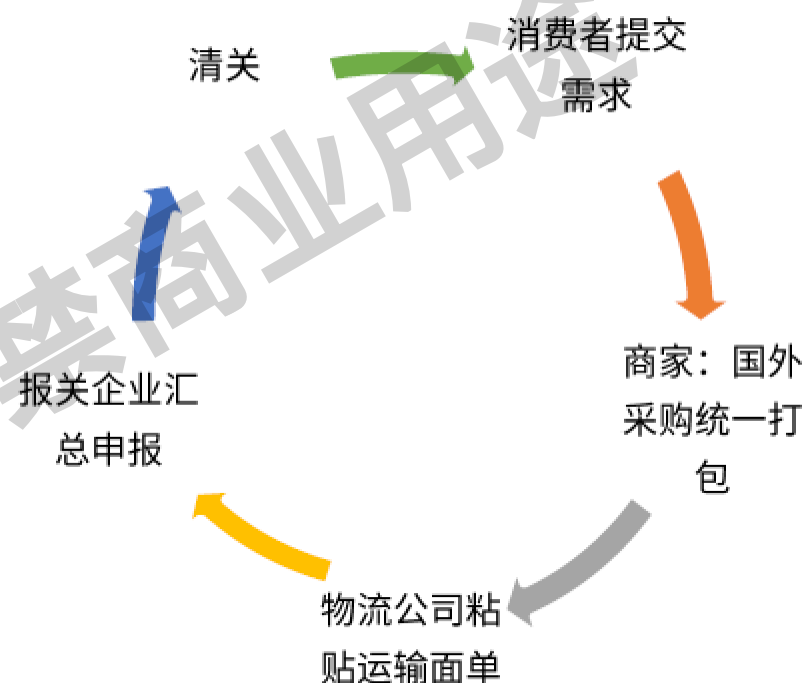 清关
消费者提交
需求
商家：国外
采购统一打
包
报关企业汇
总申报
物流公司粘
贴运输面单
禁商业用途